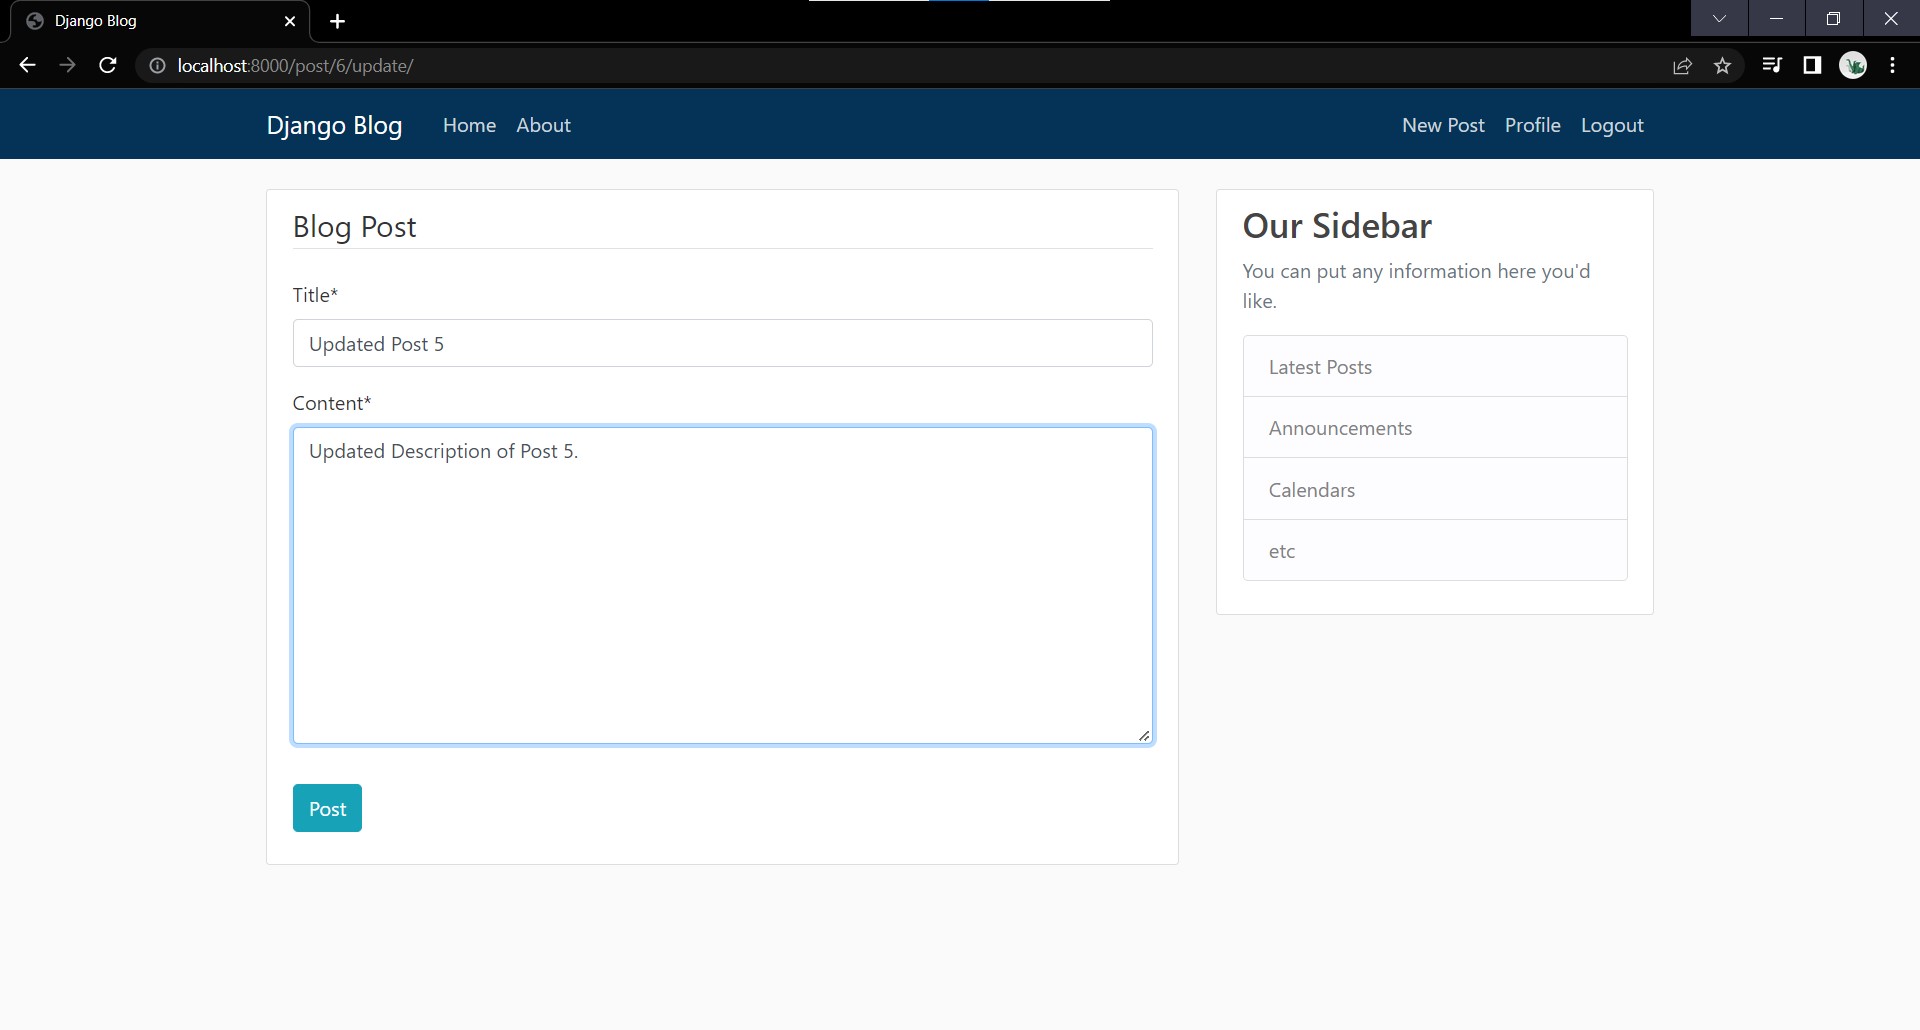 Django Blog
localhost:8000/post/6/update/
Django Blog Home About New Post Profile Logout
Blog Post
Title*
Updated Post 5
Content*
Updated Description of Post 5.
Post
Our Sidebar
You can put any information here you'd
like.
Latest Posts
Announcements
Calendars
etc